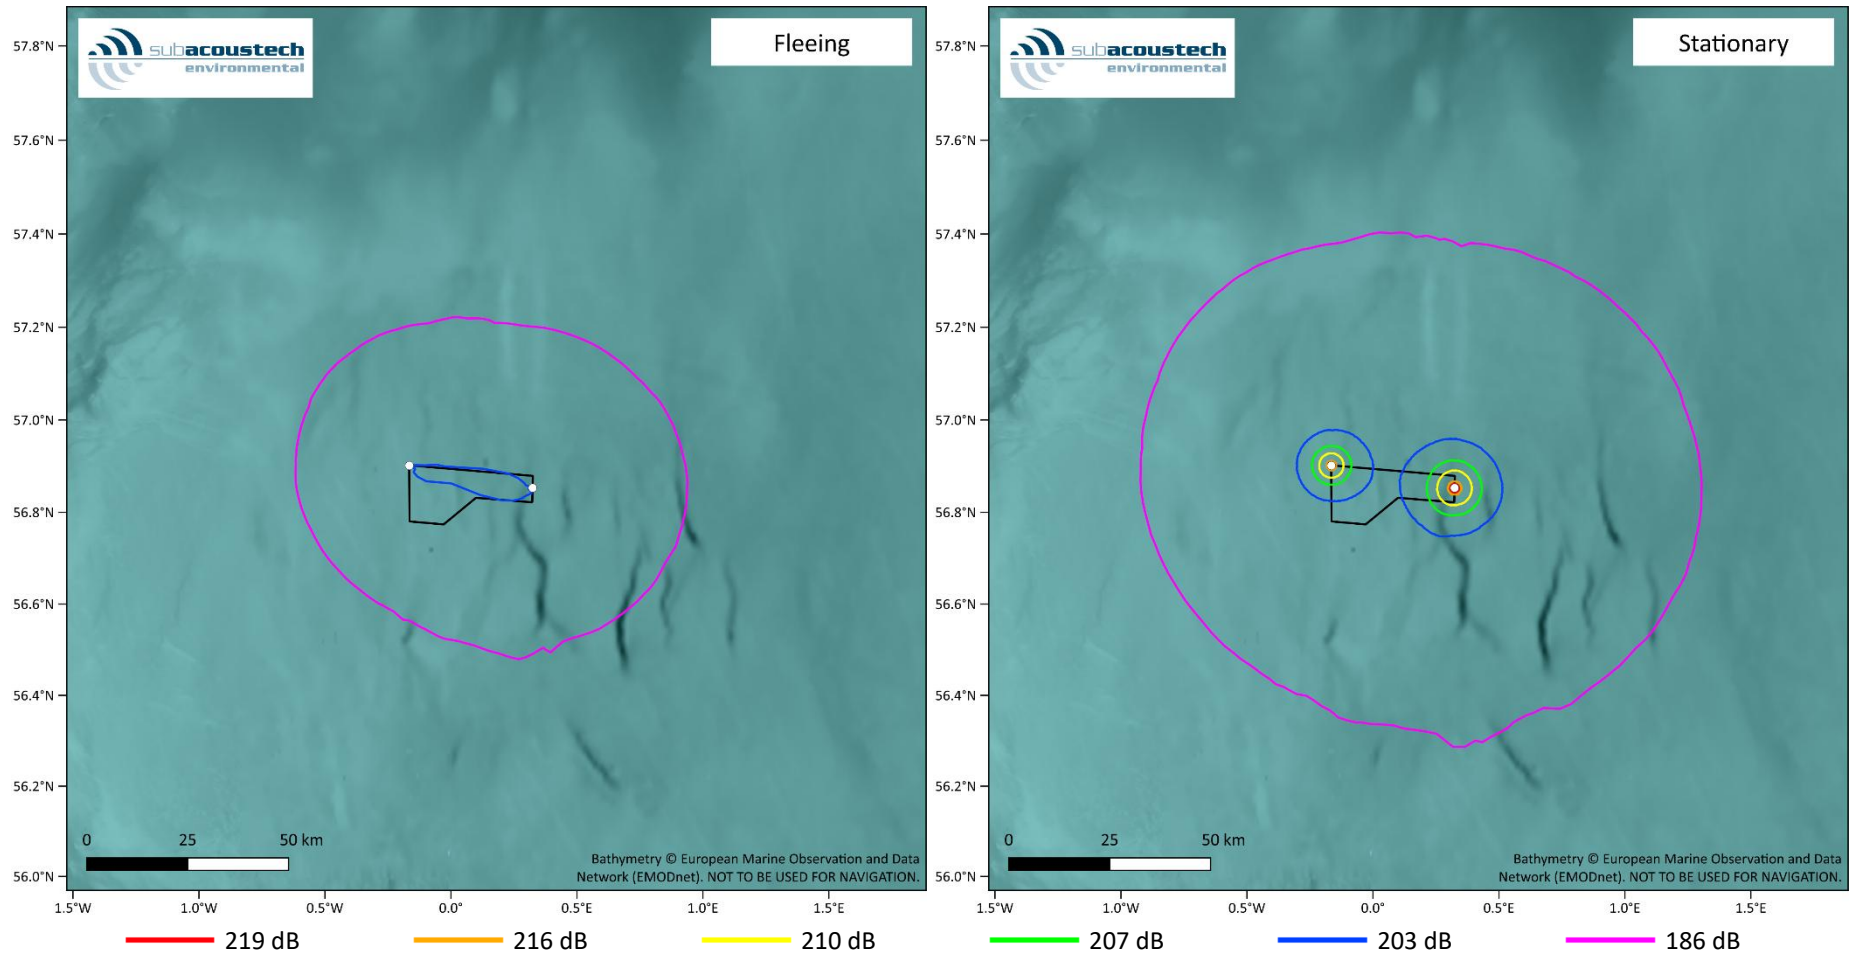 subacoustech
environmental
Fleeing
57.8°N
57.6°N
57.4°N
57.2°N
57.0°N
56.8°N
56.6°N
56.4°N
56.2°N
56.0°N
0 25 50 km
Bathymetry © European Marine Observation and Data
Network (EMODnet). NOT TO BE USED FOR NAVIGATION.
1.5°W 1.0°W 0.5°W 0.0° 0.5°E 1.0°E 1.5°E
subacoustech
environmental
Stationary
57.8°N
57.6°N
57.4°N
57.2°N
57.0°N
56.8°N
56.6°N
56.4°N
56.2°N
56.0°N
0 25 50 km
Bathymetry © European Marine Observation and Data
Network (EMODnet). NOT TO BE USED FOR NAVIGATION.
1.5°W 1.0°W 0.5°W 0.0° 0.5°E 1.0°E 1.5°E
219 dB 216 dB 210 dB 207 dB 203 dB 186 dB